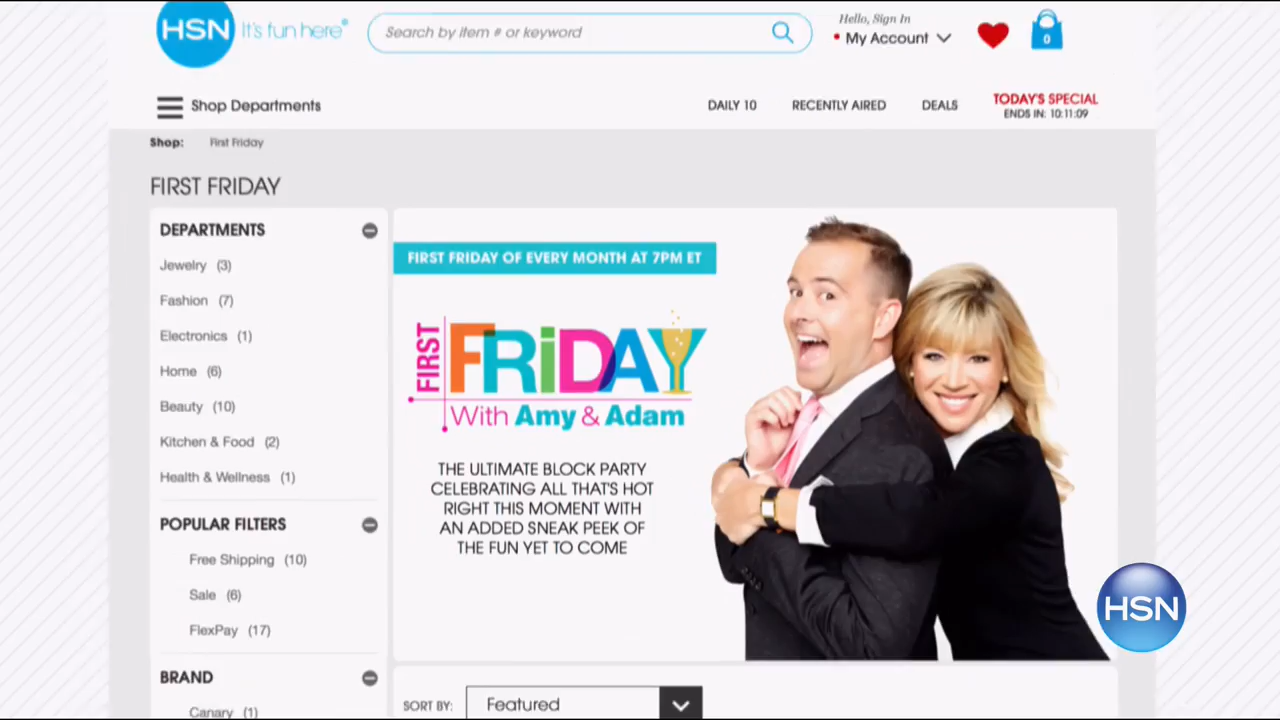 HSN it's fun here®
Search by item # or keyword
Hello, Sign In
My Account
0
Shop Departments
DAILY 10
RECENTLY AIRED
DEALS
TODAY'S SPECIAL
ENDS IN: 10:11:09
Shop: First Friday
FIRST FRIDAY
DEPARTMENTS
Jewelry (3)
Fashion (7)
Electronics (1)
Home (6)
Beauty (10)
Kitchen & Food (2)
Health & Wellness (1)
POPULAR FILTERS
Free Shipping (10)
Sale (6)
FlexPay (17)
BRAND
Canary (1)
FIRST FRIDAY OF EVERY MONTH AT 7PM ET
FIRST
FRiDAY
With Amy & Adam
THE ULTIMATE BLOCK PARTY
CELEBRATING ALL THAT'S HOT
RIGHT THIS MOMENT WITH
AN ADDED SNEAK PEEK OF
THE FUN YET TO COME
SORT BY: Featured
HSN